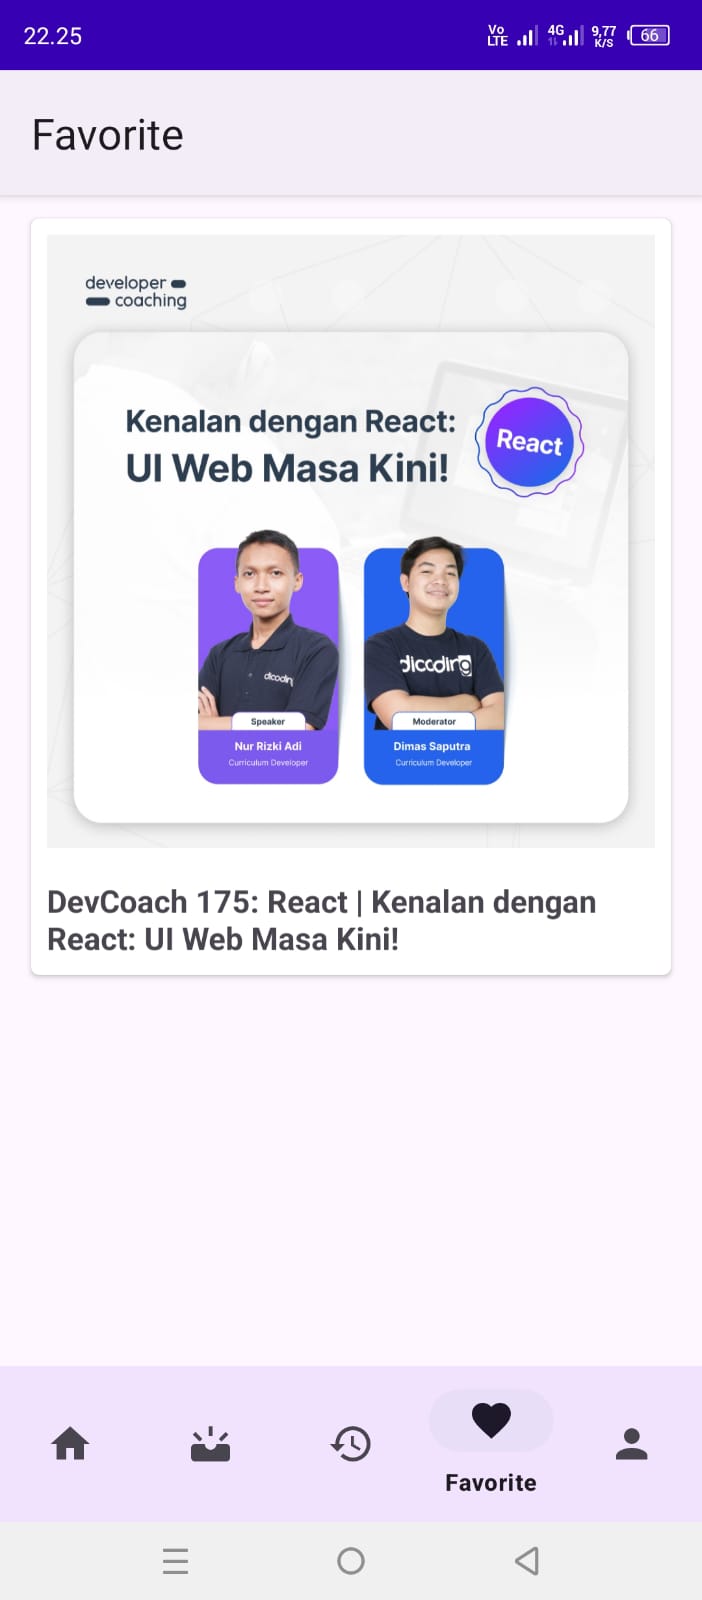 22.25
Vo LTE
4G
9,77 K/S
66
Favorite
developer
coaching
Kenalan dengan React:
UI Web Masa Kini!
React
dicoding
dicoding
Speaker
Moderator
Nur Rizki Adi
Dimas Saputra
Curriculum Developer
Curriculum Developer
DevCoach 175: React | Kenalan dengan
React: UI Web Masa Kini!
Favorite